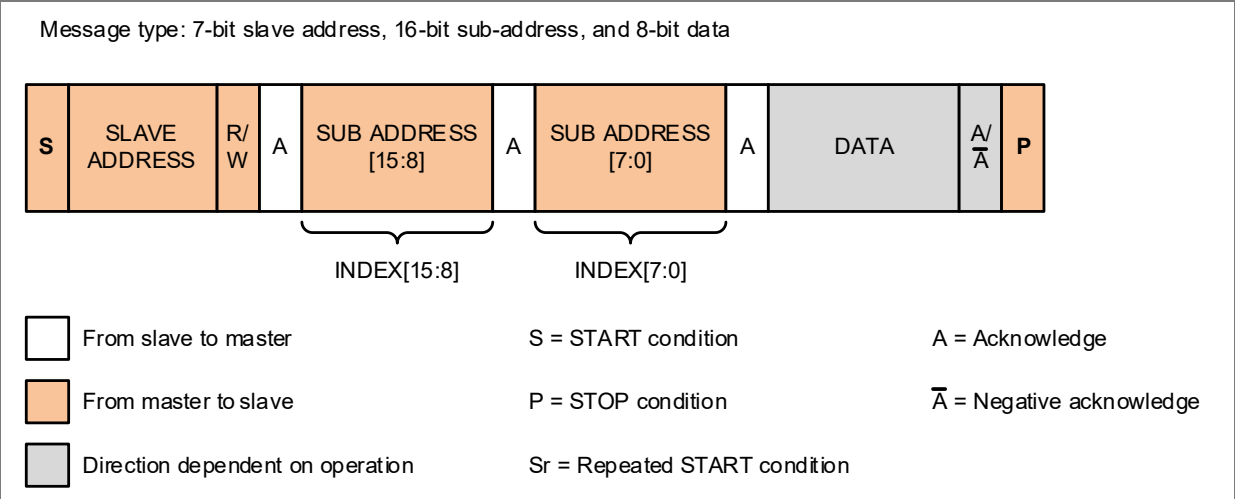 Message type: 7-bit slave address, 16-bit sub-address, and 8-bit data
S SLAVE ADDRESS R/W A SUB ADDRESS [15:8] A SUB ADDRESS [7:0] A DATA A/A̅ P
INDEX[15:8] INDEX[7:0]
From slave to master S = START condition A = Acknowledge
From master to slave P = STOP condition A̅ = Negative acknowledge
Direction dependent on operation Sr = Repeated START condition